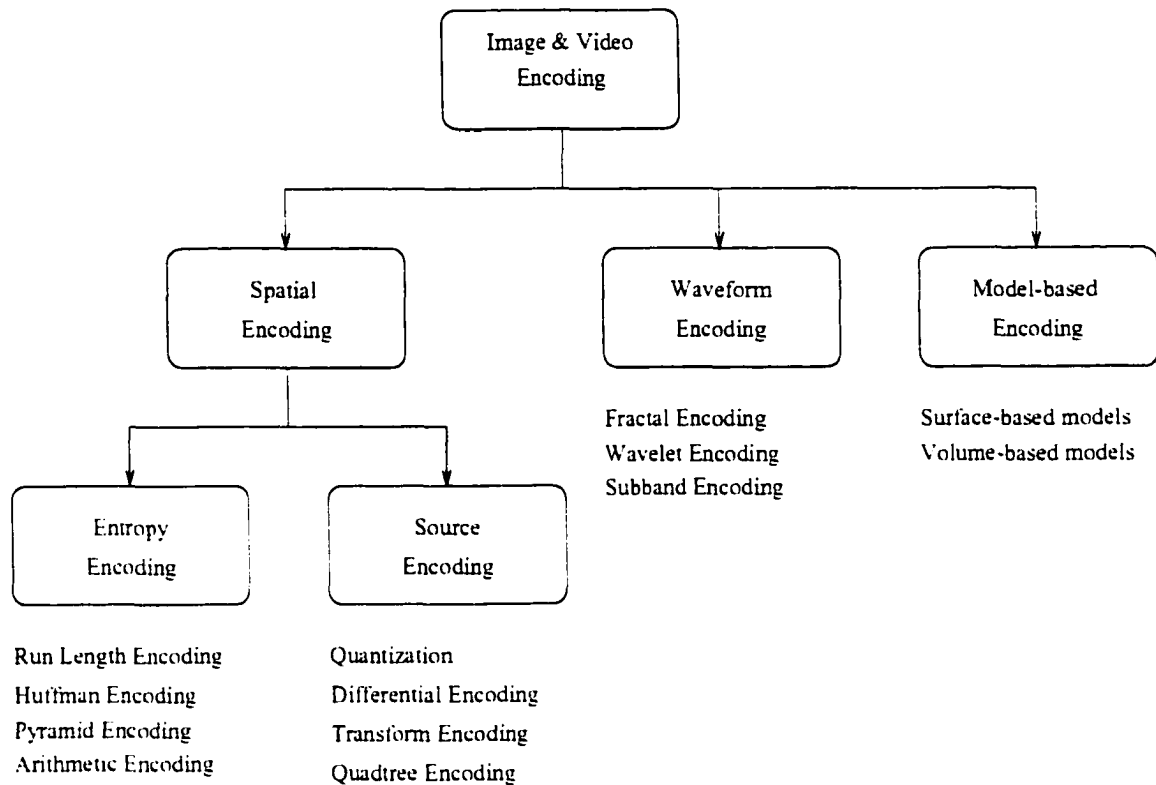 Image & Video
Encoding
Spatial
Encoding
Waveform
Encoding
Model-based
Encoding
Fractal Encoding
Wavelet Encoding
Subband Encoding
Surface-based models
Volume-based models
Entropy
Encoding
Source
Encoding
Run Length Encoding
Huffman Encoding
Pyramid Encoding
Arithmetic Encoding
Quantization
Differential Encoding
Transform Encoding
Quadtree Encoding